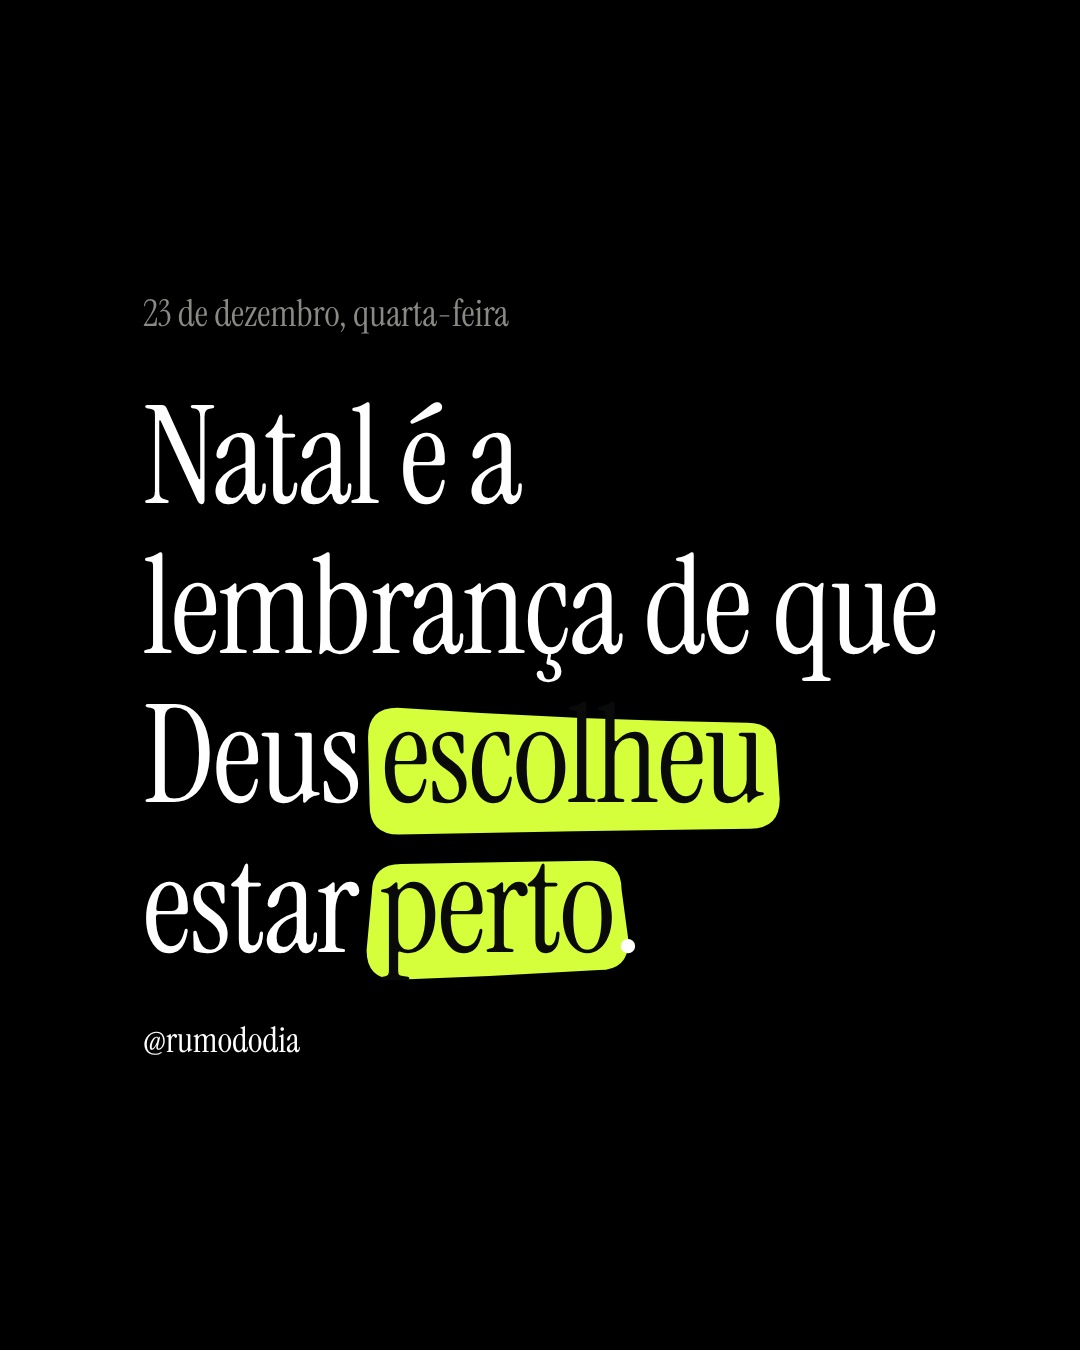 23 de dezembro, quarta-feira
Natal é a
lembrança de que
Deus escolheu
estar perto.
@rumododia